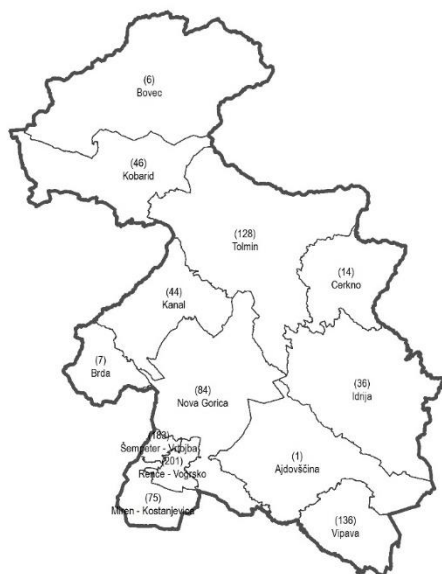 (6)
Bovec
(46)
Kobarid
(128)
Tolmin
(14)
Cerkno
(44)
Kanal
(7)
Brda
(36)
Idrija
(84)
Nova Gorica
(183)
Šempeter - Vrtojba
(201)
Renče - Vogrsko
(1)
Ajdovščina
(75)
Miren - Kostanjevica
(136)
Vipava